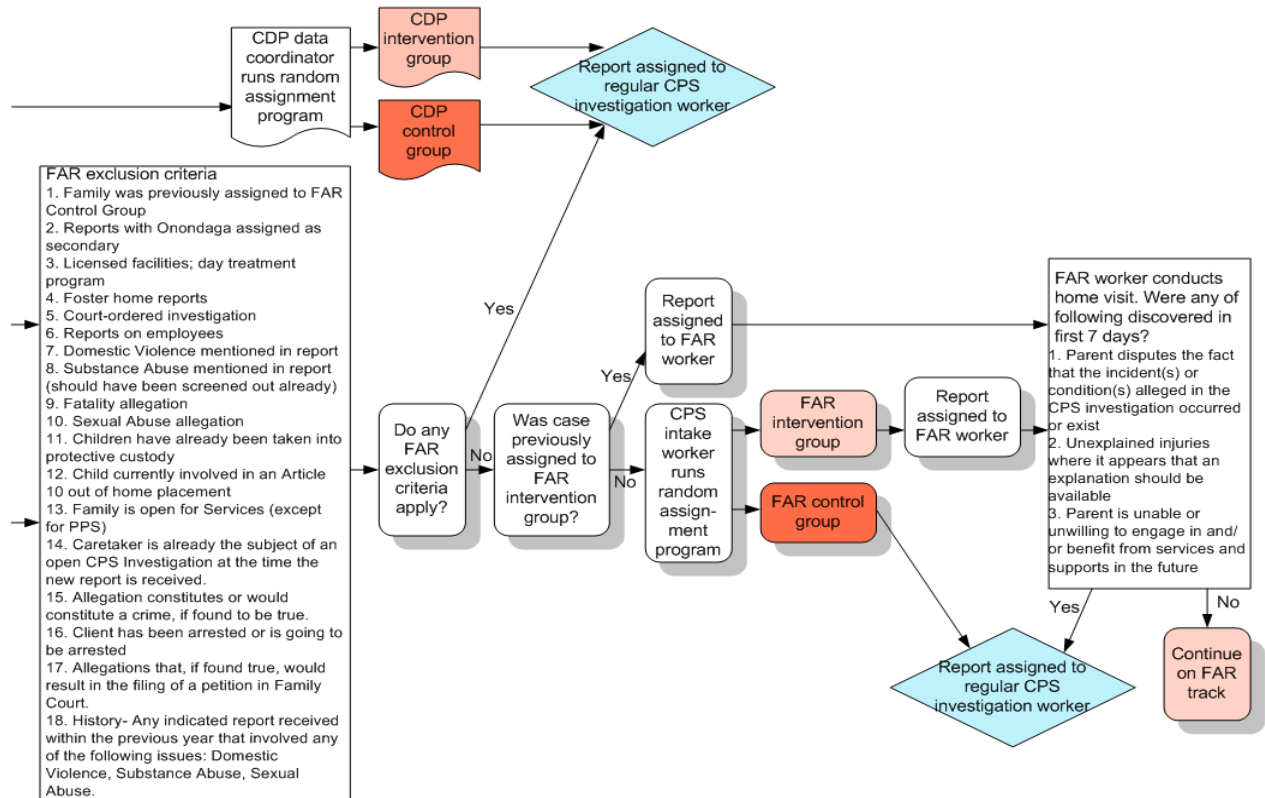 CDP data
coordinator
runs random
assignment
program
CDP
intervention
group
CDP
control
group
Report assigned to
regular CPS
investigation worker
FAR exclusion criteria
1. Family was previously assigned to FAR
Control Group
2. Reports with Onondaga assigned as
secondary
3. Licensed facilities; day treatment
program
4. Foster home reports
5. Court-ordered investigation
6. Reports on employees
7. Domestic Violence mentioned in report
8. Substance Abuse mentioned in report
(should have been screened out already)
9. Fatality allegation
10. Sexual Abuse allegation
11. Children have already been taken into
protective custody
12. Child currently involved in an Article
10 out of home placement
13. Family is open for Services (except
for PPS)
14. Caretaker is already the subject of an
open CPS Investigation at the time the
new report is received.
15. Allegation constitutes or would
constitute a crime, if found to be true.
16. Client has been arrested or is going to
be arrested
17. Allegations that, if found true, would
result in the filing of a petition in Family
Court.
18. History- Any indicated report received
within the previous year that involved any
of the following issues: Domestic
Violence, Substance Abuse, Sexual
Abuse.
Do any
FAR
exclusion
criteria
apply?
Yes
No
Was case
previously
assigned to
FAR
intervention
group?
Yes
No
Report
assigned
to FAR
worker
CPS
intake
worker
runs
random
assign-
ment
program
FAR
intervention
group
FAR control
group
Report
assigned to
FAR worker
FAR worker conducts
home visit. Were any of
following discovered in
first 7 days?
1. Parent disputes the fact
that the incident(s) or
condition(s) alleged in the
CPS investigation occurred
or exist
2. Unexplained injuries
where it appears that an
explanation should be
available
3. Parent is unable or
unwilling to engage in and/
or benefit from services and
supports in the future
Yes
No
Report assigned to
regular CPS
investigation worker
Continue
on FAR
track